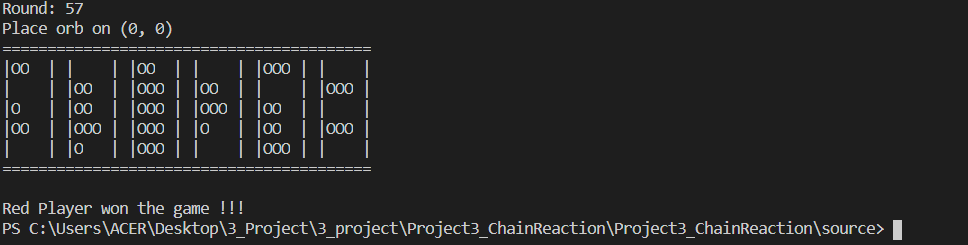 Round: 57
Place orb on (0, 0)
=========================================
|OO  | |    | |OO  | |    | |OOO | |    |
|    | |OO  | |OOO | |OO  | |    | |OOO |
|O   | |OO  | |OOO | |OOO | |OO  | |    |
|OO  | |OOO | |OOO | |O   | |OO  | |OOO |
|    | |O   | |OOO | |    | |OOO | |    |
=========================================
Red Player won the game !!!
PS C:\Users\ACER\Desktop\3_Project\3_project\Project3_ChainReaction\Project3_ChainReaction\source>